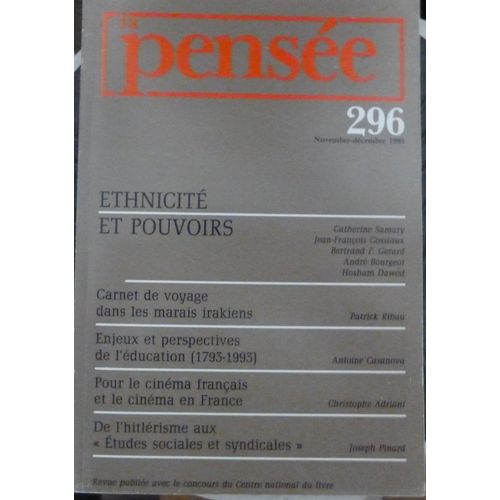 la
pensée
296
Novembre-décembre 1993
ETHNICITÉ
ET POUVOIRS
Catherine Samary
Jean-François Gossiaux
Bertrand F. Gerard
André Bourgeot
Hosham Dawod
Carnet de voyage
dans les marais irakiens
Patrick Ribau
Enjeux et perspectives
de l'éducation (1793-1993)
Antoine Casanova
Pour le cinéma français
et le cinéma en France
Christophe Adriani
De l'hitlérisme aux
« Études sociales et syndicales »
Joseph Pinard
Revue publiée avec le concours du Centre national du livre